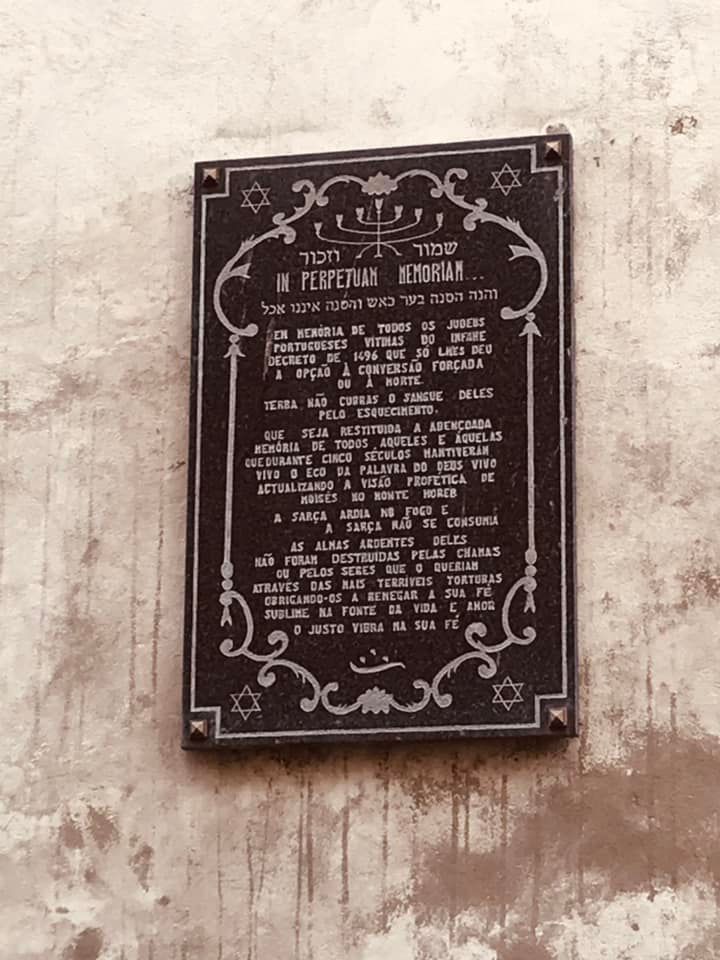 שמור וזכור
IN PERPETUAM MEMORIAM...
והנה הסנה בער באש והסנה איננו אכל
EM MEMÓRIA DE TODOS OS JUDEUS
PORTUGUESES VÍTIMAS DO INFAME
DECRETO DE 1496 QUE SÓ LHES DEU
A OPÇÃO À CONVERSÃO FORÇADA
OU À MORTE.
TERRA NÃO CUBRAS O SANGUE DELES
PELO ESQUECIMENTO.
QUE SEJA RESTITUIDA A ABENÇOADA
MEMÓRIA DE TODOS AQUELES E ÀQUELAS
QUE DURANTE CINCO SÉCULOS MANTIVERAM
VIVO O ECO DA PALAVRA DO DEUS VIVO
ACTUALIZANDO A VISÃO PROFÉTICA DE
MOISÉS NO MONTE HOREB
A SARÇA ARDIA NO FOGO E
A SARÇA NÃO SE CONSUMIA
AS ALMAS ARDENTES DELES
NÃO FORAM DESTRUIDAS PELAS CHAMAS
OU PELOS SERES QUE O QUERIAM
ATRAVÉS DAS MAIS TERRÍVEIS TORTURAS
OBRIGANDO-OS A RENEGAR A SUA FÉ
SUBLIME NA FONTE DA VIDA E AMOR
O JUSTO VIVRA NA SUA FÉ